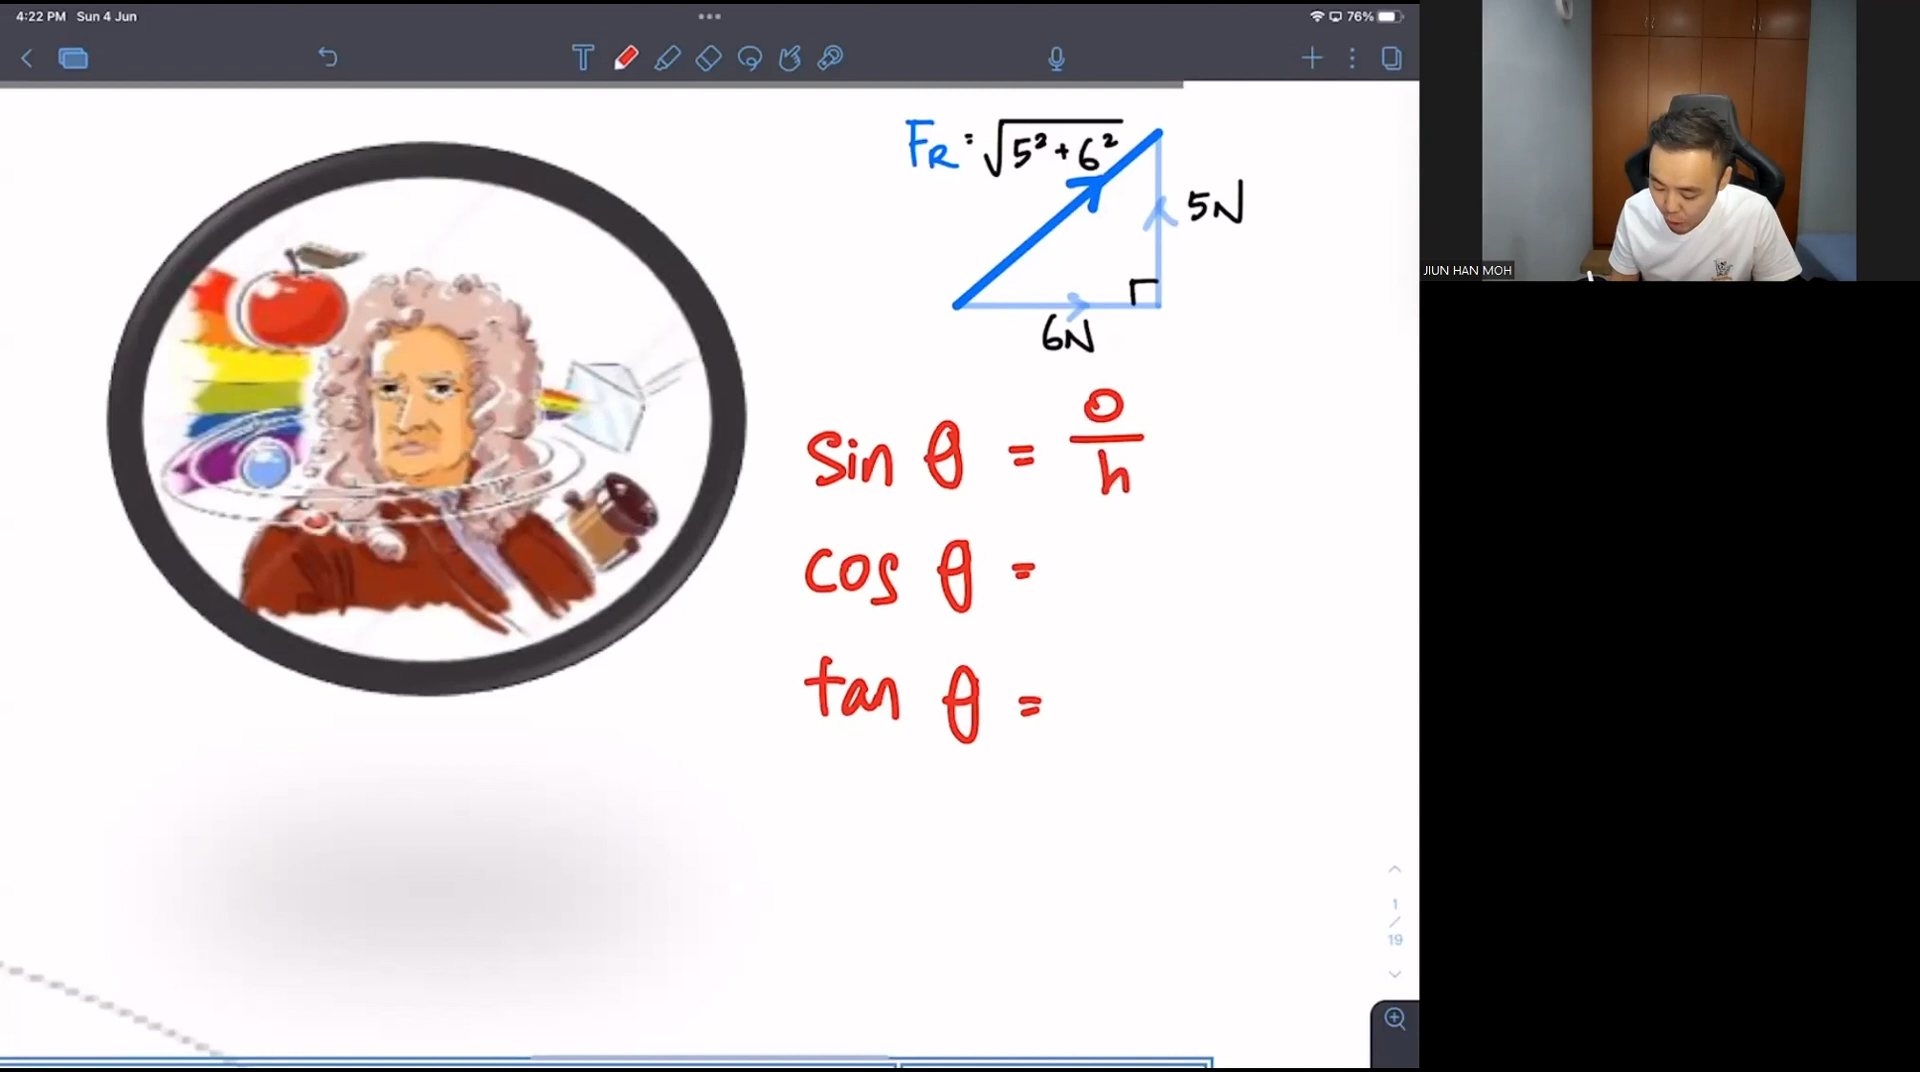 4:22 PM Sun 4 Jun
76%
T
FR = √5² + 6²
5N
6N
sin θ = o/h
cos θ =
tan θ =
JIUN HAN MOH
1
/
19